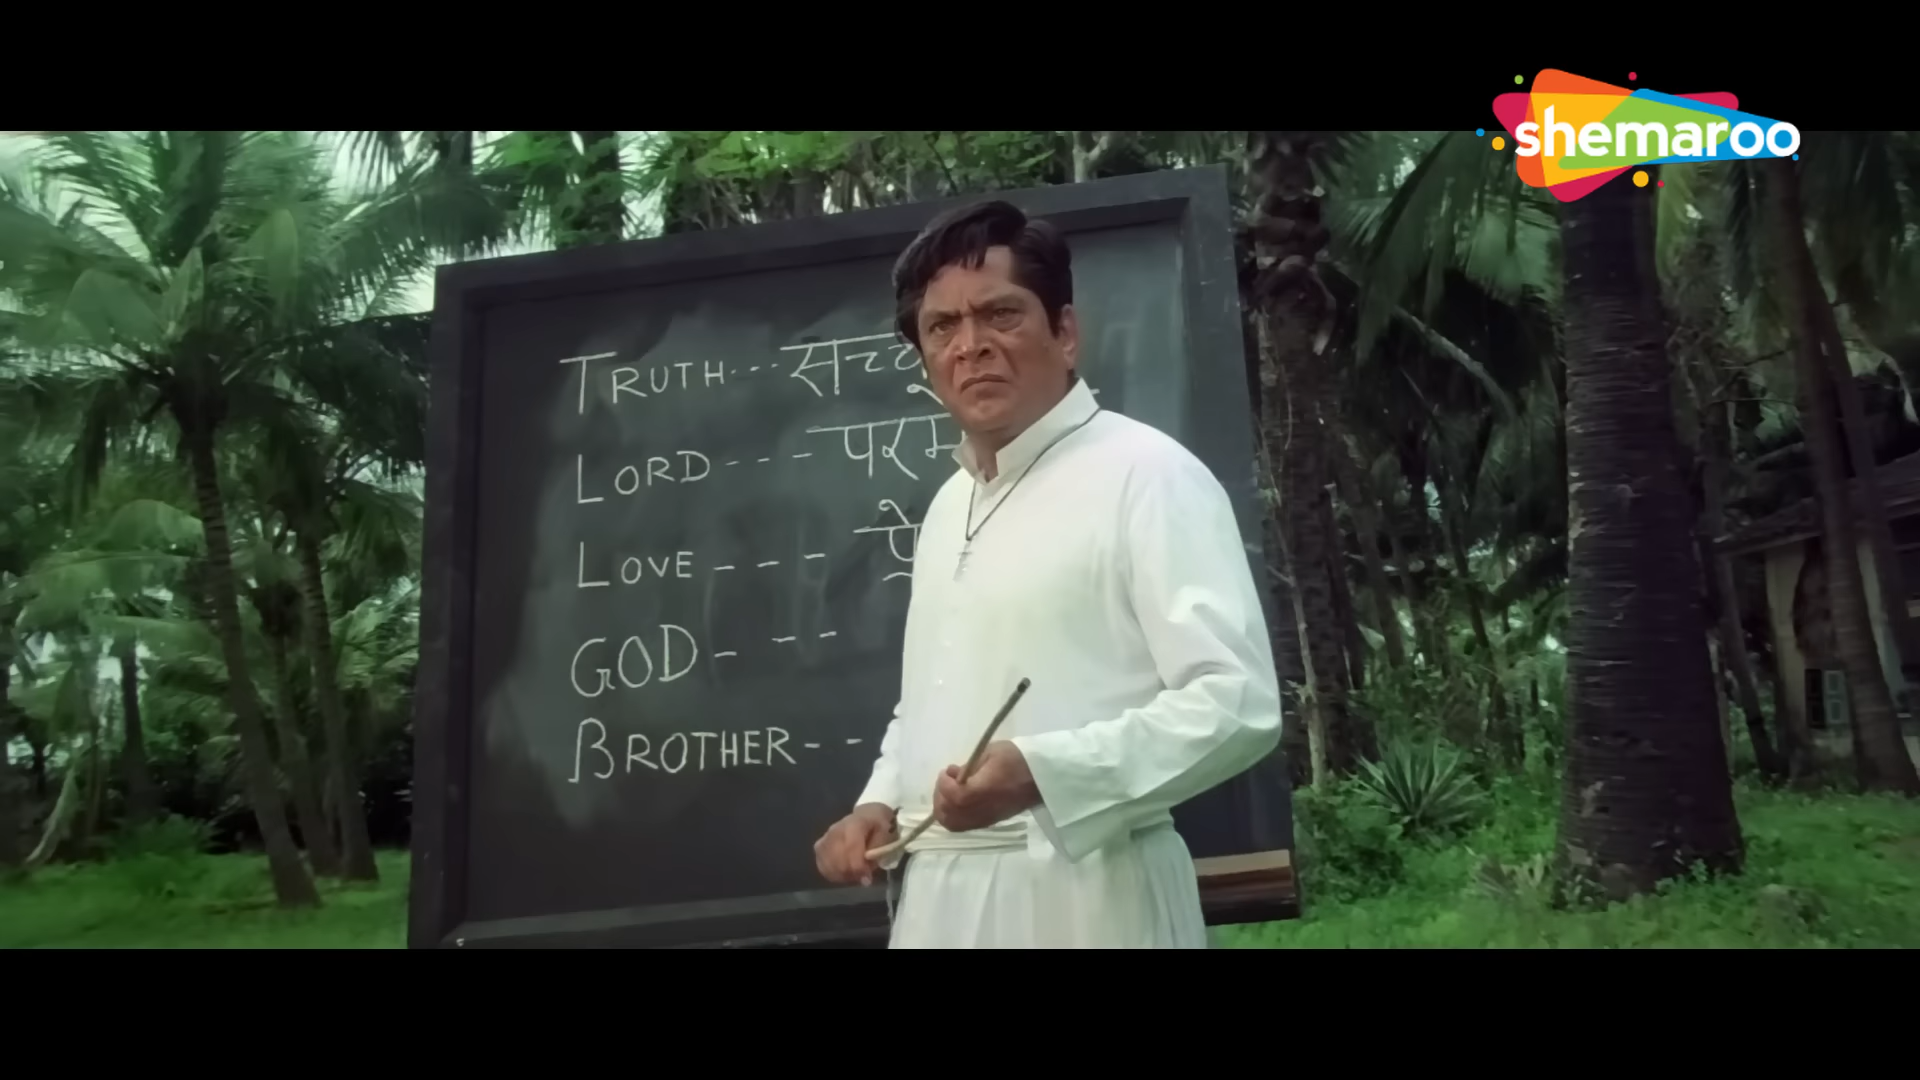 shemaroo
TRUTH---
LORD---
LOVE---
GOD---
BROTHER--